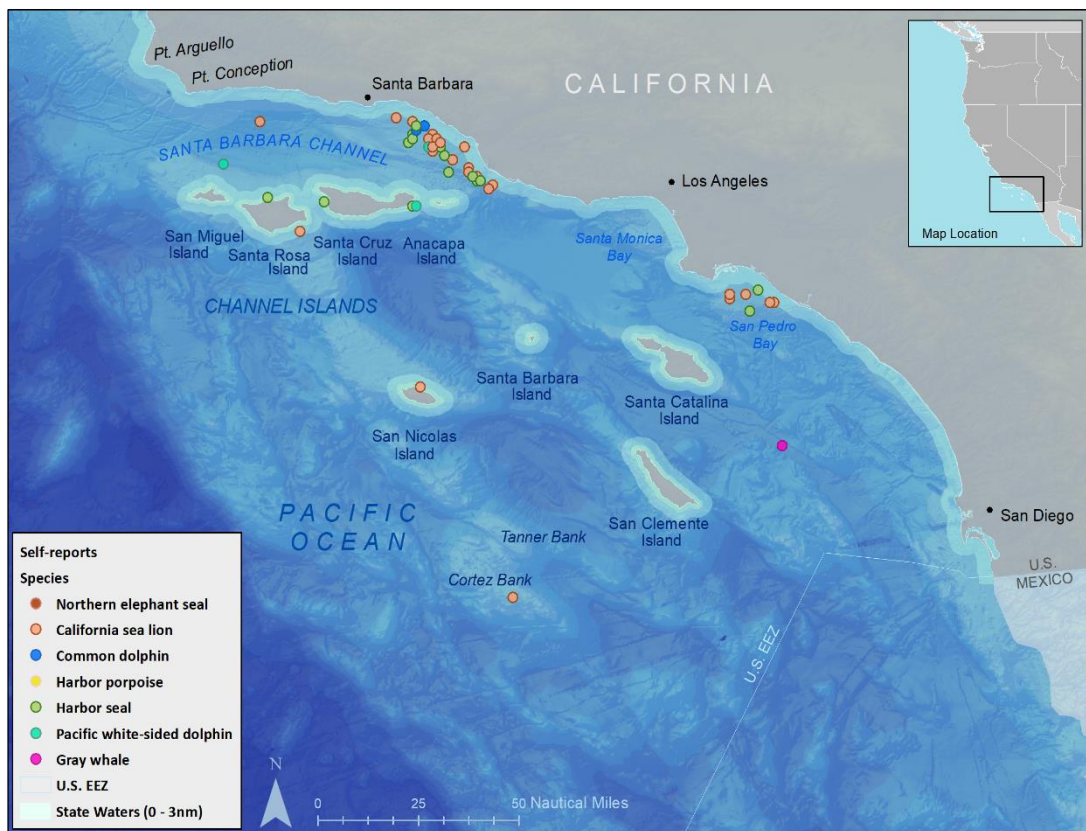 Pt. Arguello
Pt. Conception
Santa Barbara
CALIFORNIA
SANTA BARBARA CHANNEL
Los Angeles
Map Location
San Miguel
Island
Santa Rosa
Island
Santa Cruz
Island
Anacapa
Island
Santa Monica
Bay
CHANNEL ISLANDS
San Pedro
Bay
Santa Barbara
Island
Santa Catalina
Island
San Nicolas
Island
PACIFIC
OCEAN
Tanner Bank
San Clemente
Island
San Diego
Cortez Bank
U.S.
MEXICO
U.S. EEZ
Self-reports
Species
Northern elephant seal
California sea lion
Common dolphin
Harbor porpoise
Harbor seal
Pacific white-sided dolphin
Gray whale
U.S. EEZ
State Waters (0 - 3nm)
N
0 25 50 Nautical Miles